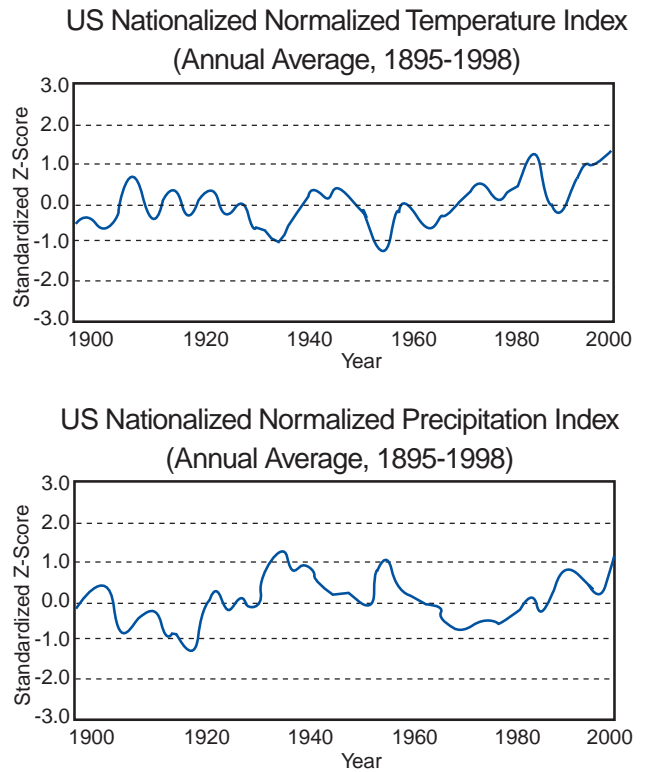 US Nationalized Normalized Temperature Index
(Annual Average, 1895-1998)
Standardized Z-Score
3.0
2.0
1.0
0.0
-1.0
-2.0
-3.0
1900 1920 1940 1960 1980 2000
Year
US Nationalized Normalized Precipitation Index
(Annual Average, 1895-1998)
Standardized Z-Score
3.0
2.0
1.0
0.0
-1.0
-2.0
-3.0
1900 1920 1940 1960 1980 2000
Year